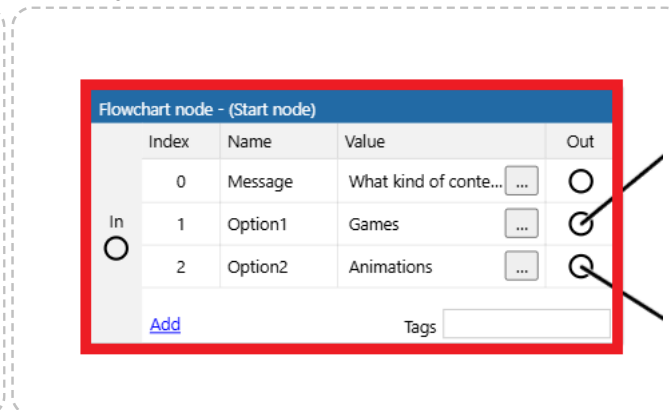 Flowchart node - (Start node)
Index Name Value Out
0 Message What kind of conte... ...
In
1 Option1 Games ...
2 Option2 Animations ...
Add Tags